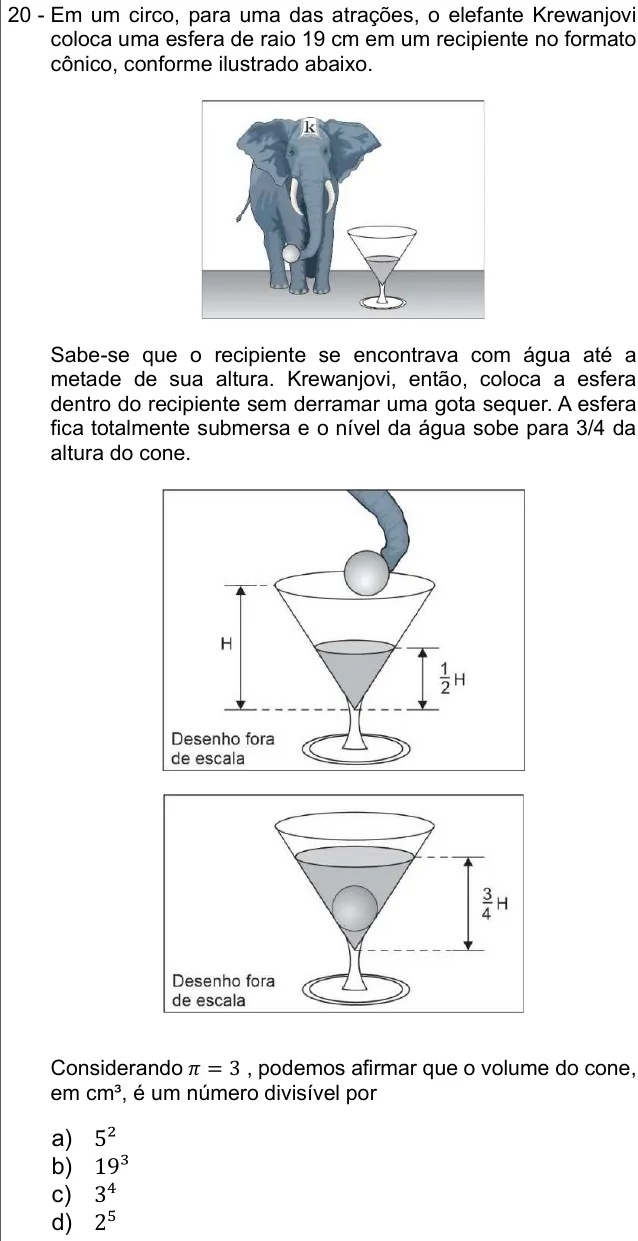 20 - Em um circo, para uma das atrações, o elefante Krewanjovi
coloca uma esfera de raio 19 cm em um recipiente no formato
cônico, conforme ilustrado abaixo.
k
Sabe-se que o recipiente se encontrava com água até a
metade de sua altura. Krewanjovi, então, coloca a esfera
dentro do recipiente sem derramar uma gota sequer. A esfera
fica totalmente submersa e o nível da água sobe para 3/4 da
altura do cone.
H
1/2 H
Desenho fora
de escala
3/4 H
Desenho fora
de escala
Considerando π = 3 , podemos afirmar que o volume do cone,
em cm³, é um número divisível por
a) 5²
b) 19³
c) 3⁴
d) 2⁵